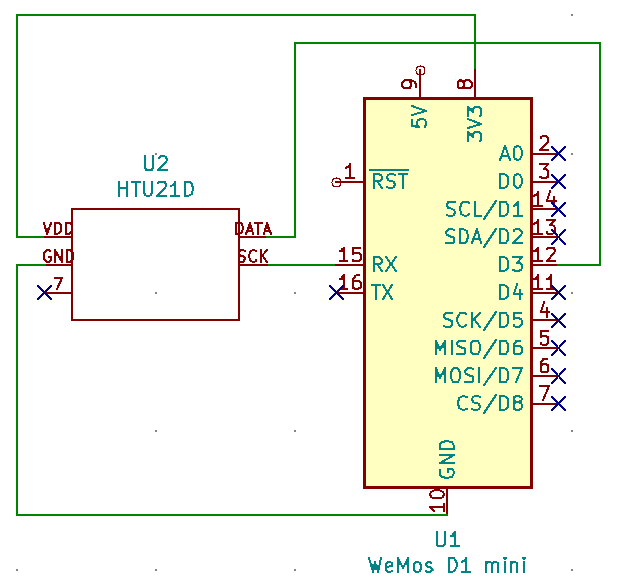 U2
HTU21D
VDD
GND
7
DATA
SCK
9
8
5V
3V3
1
RST
15
RX
16
TX
A0 2
D0 3
SCL/D1 14
SDA/D2 13
D3 12
D4 11
SCK/D5 4
MISO/D6 5
MOSI/D7 6
CS/D8 7
GND
10
U1
WeMos D1 mini